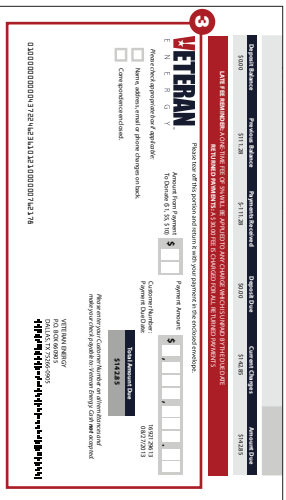 Deposit Balance Previous Balance Payments Received Deposit Due Current Charges Amount Due
$0.00 $111.28 $-111.28 $0.00 $142.85 $142.85
LATE FEE REMINDER: A ONE-TIME FEE OF 5% WILL BE APPLIED TO ANY CHARGE WHICH IS UNPAID BY THE DUE DATE
RETURNED PAYMENTS: A $30.00 FEE IS CHARGED FOR ALL RETURNED PAYMENTS
3
Please tear off this portion and return it with your payment in the enclosed envelope.
VETERAN
ENERGY
Amount From Payment
To Donate ($1, $5, $10)
$
Payment Amount:
$ , , .
Please check appropriate box if applicable:
Name, address, email or phone changes on back.
Correspondence enclosed.
Customer Number:
Payment Due Date:
08/27/2013
Total Amount Due
$142.85
Please enter your Customer Number on all remittances and
make your check payable to Veteran Energy. Cash not accepted.
VETERAN ENERGY
P.O. BOX 660905
DALLAS, TX 75266-0905